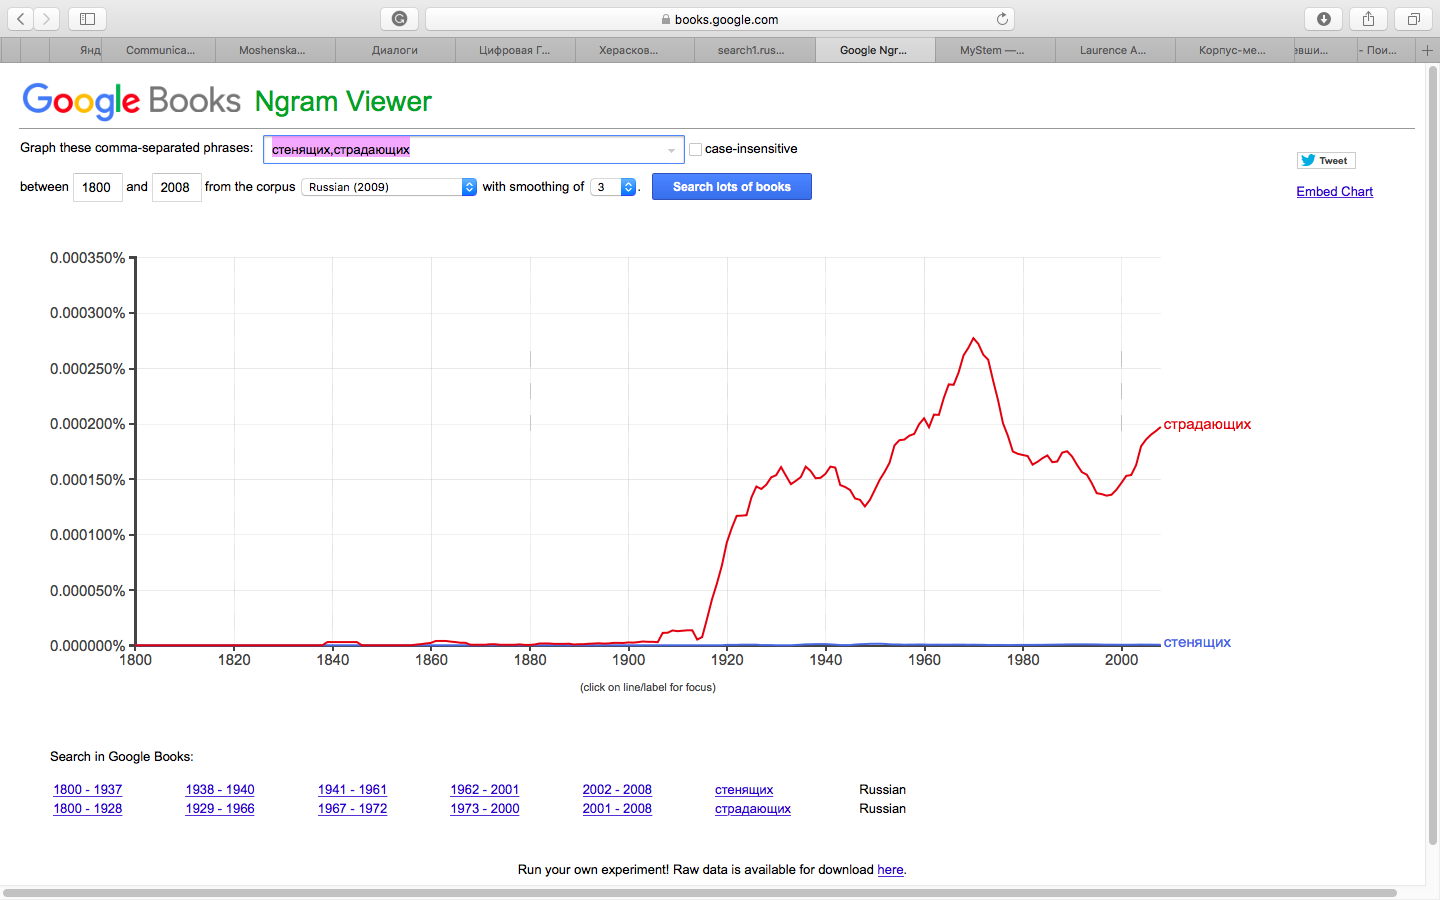 books.google.com
Янд
Communica...
Moshenska...
Диалоги
Цифровая Г...
Херасков...
search1.rus...
Google Ngr...
MyStem —...
Laurence A...
Корпус-ме...
евши...
- Пои...
Google Books Ngram Viewer
Graph these comma-separated phrases: стенящих,страдающих case-insensitive
Tweet
between 1800 and 2008 from the corpus Russian (2009) with smoothing of 3 . Search lots of books
Embed Chart
0.000350%
0.000300%
0.000250%
0.000200%
0.000150%
0.000100%
0.000050%
0.000000%
страдающих
стенящих
1800 1820 1840 1860 1880 1900 1920 1940 1960 1980 2000
(click on line/label for focus)
Search in Google Books:
1800 - 1937 1938 - 1940 1941 - 1961 1962 - 2001 2002 - 2008 стенящих Russian
1800 - 1928 1929 - 1966 1967 - 1972 1973 - 2000 2001 - 2008 страдающих Russian
Run your own experiment! Raw data is available for download here.